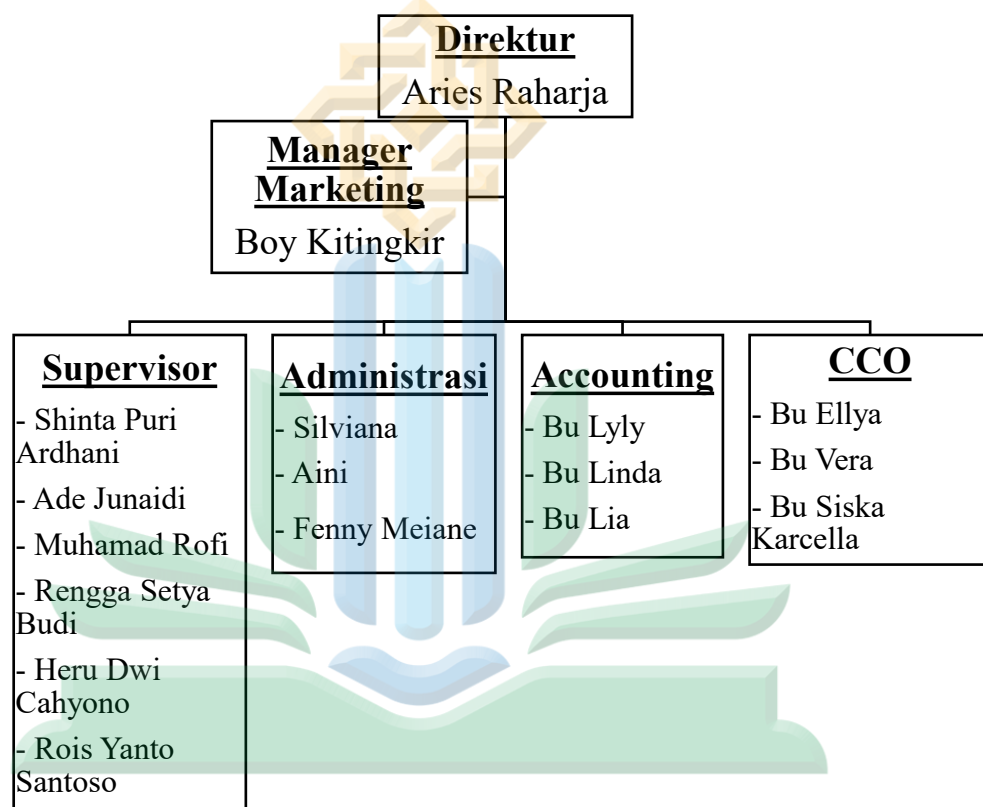 Direktur
Aries Raharja
Manager
Marketing
Boy Kitingkir
Supervisor
- Shinta Puri
Ardhani
- Ade Junaidi
- Muhamad Rofi
- Rengga Setya
Budi
- Heru Dwi
Cahyono
- Rois Yanto
Santoso
Administrasi
- Silviana
- Aini
- Fenny Meiane
Accounting
- Bu Lyly
- Bu Linda
- Bu Lia
CCO
- Bu Ellya
- Bu Vera
- Bu Siska
Karcella